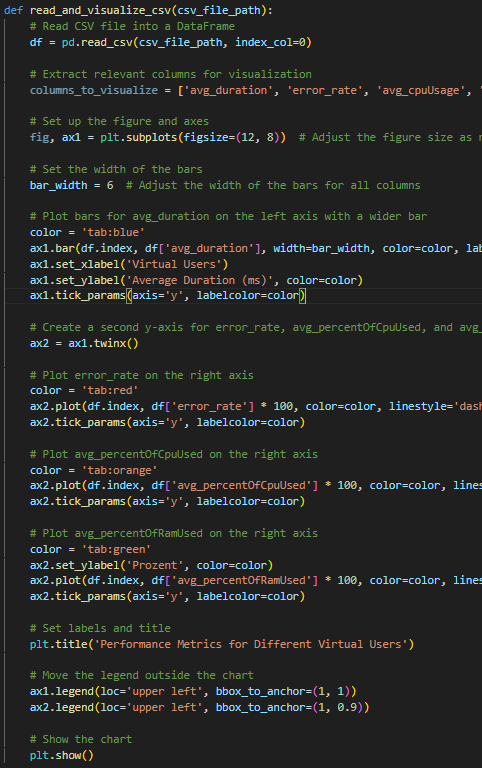 def read_and_visualize_csv(csv_file_path):
    # Read CSV file into a DataFrame
    df = pd.read_csv(csv_file_path, index_col=0)

    # Extract relevant columns for visualization
    columns_to_visualize = ['avg_duration', 'error_rate', 'avg_cpuUsage', '

    # Set up the figure and axes
    fig, ax1 = plt.subplots(figsize=(12, 8))  # Adjust the figure size as

    # Set the width of the bars
    bar_width = 6  # Adjust the width of the bars for all columns

    # Plot bars for avg_duration on the left axis with a wider bar
    color = 'tab:blue'
    ax1.bar(df.index, df['avg_duration'], width=bar_width, color=color, lab
    ax1.set_xlabel('Virtual Users')
    ax1.set_ylabel('Average Duration (ms)', color=color)
    ax1.tick_params(axis='y', labelcolor=color)

    # Create a second y-axis for error_rate, avg_percentOfCpuUsed, and avg_
    ax2 = ax1.twinx()

    # Plot error_rate on the right axis
    color = 'tab:red'
    ax2.plot(df.index, df['error_rate'] * 100, color=color, linestyle='dash
    ax2.tick_params(axis='y', labelcolor=color)

    # Plot avg_percentOfCpuUsed on the right axis
    color = 'tab:orange'
    ax2.plot(df.index, df['avg_percentOfCpuUsed'] * 100, color=color, lines
    ax2.tick_params(axis='y', labelcolor=color)

    # Plot avg_percentOfRamUsed on the right axis
    color = 'tab:green'
    ax2.set_ylabel('Prozent', color=color)
    ax2.plot(df.index, df['avg_percentOfRamUsed'] * 100, color=color, lines
    ax2.tick_params(axis='y', labelcolor=color)

    # Set labels and title
    plt.title('Performance Metrics for Different Virtual Users')

    # Move the legend outside the chart
    ax1.legend(loc='upper left', bbox_to_anchor=(1, 1))
    ax2.legend(loc='upper left', bbox_to_anchor=(1, 0.9))

    # Show the chart
    plt.show()